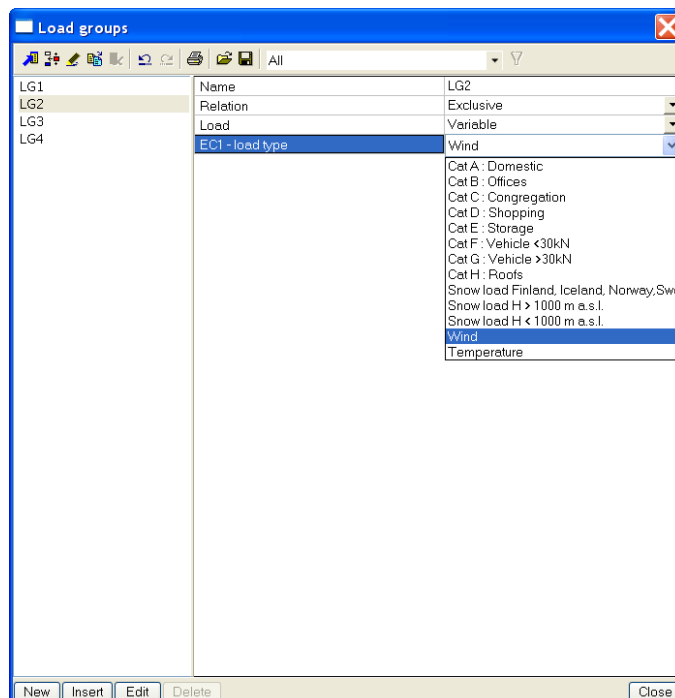 Load groups
All
LG1
LG2
LG3
LG4
Name LG2
Relation Exclusive
Load Variable
EC1 - load type Wind
Cat A : Domestic
Cat B : Offices
Cat C : Congregation
Cat D : Shopping
Cat E : Storage
Cat F : Vehicle <30kN
Cat G : Vehicle >30kN
Cat H : Roofs
Snow load Finland, Iceland, Norway,Swe
Snow load H > 1000 m a.s.l.
Snow load H < 1000 m a.s.l.
Wind
Temperature
New Insert Edit Delete Close